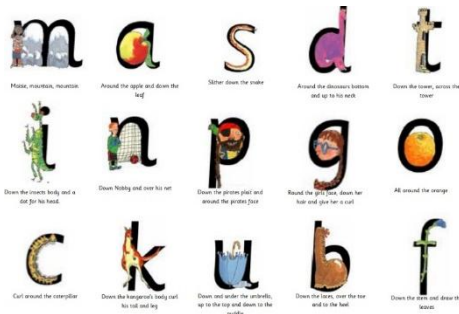 m a s d t
Maisie, mountain, mountain
Around the apple and down the
leaf
Slither down the snake
Around the dinosaurs bottom
and up to his neck
Down the tower, across the
tower
i n p g o
Down the insects body and a
dot for his head.
Down Nobby and over his net
Down the pirates plait and
around the pirates face
Round the girls face, down her
hair and give her a curl
All around the orange
c k u b f
Curl around the caterpillar
Down the kangaroo's body curl
his tail and leg
Down and under the umbrella,
up to the top and down to the
puddle
Down the laces, over the toe
and to the heel
Down the stem and draw the
leaves